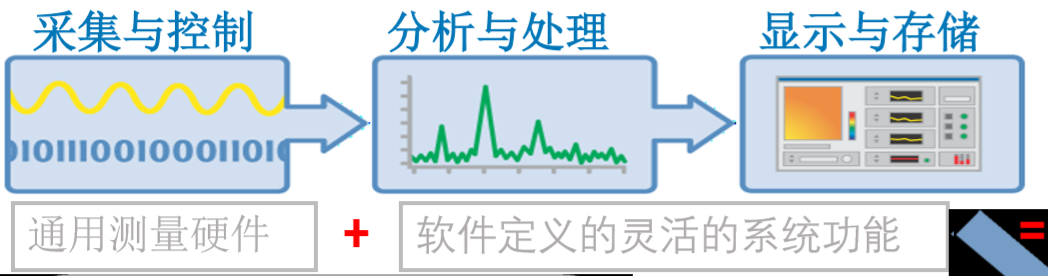 采集与控制
分析与处理
显示与存储
01011100100011010
通用测量硬件
+
软件定义的灵活的系统功能
=